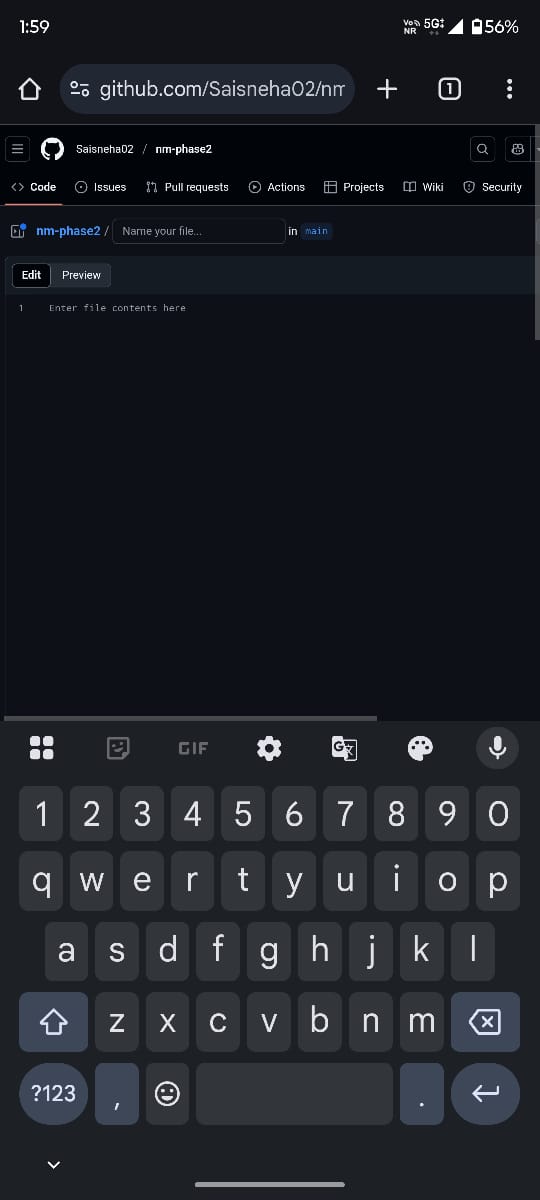 1:59 Vo NR 5G 56%
github.com/Saisneha02/nm 1
Saisneha02 / nm-phase2
<> Code Issues Pull requests Actions Projects Wiki Security
nm-phase2 / Name your file... in main
Edit Preview
1 Enter file contents here
GIF G
1 2 3 4 5 6 7 8 9 0
q w e r t y u i o p
a s d f g h j k l
z x c v b n m
?123 , .